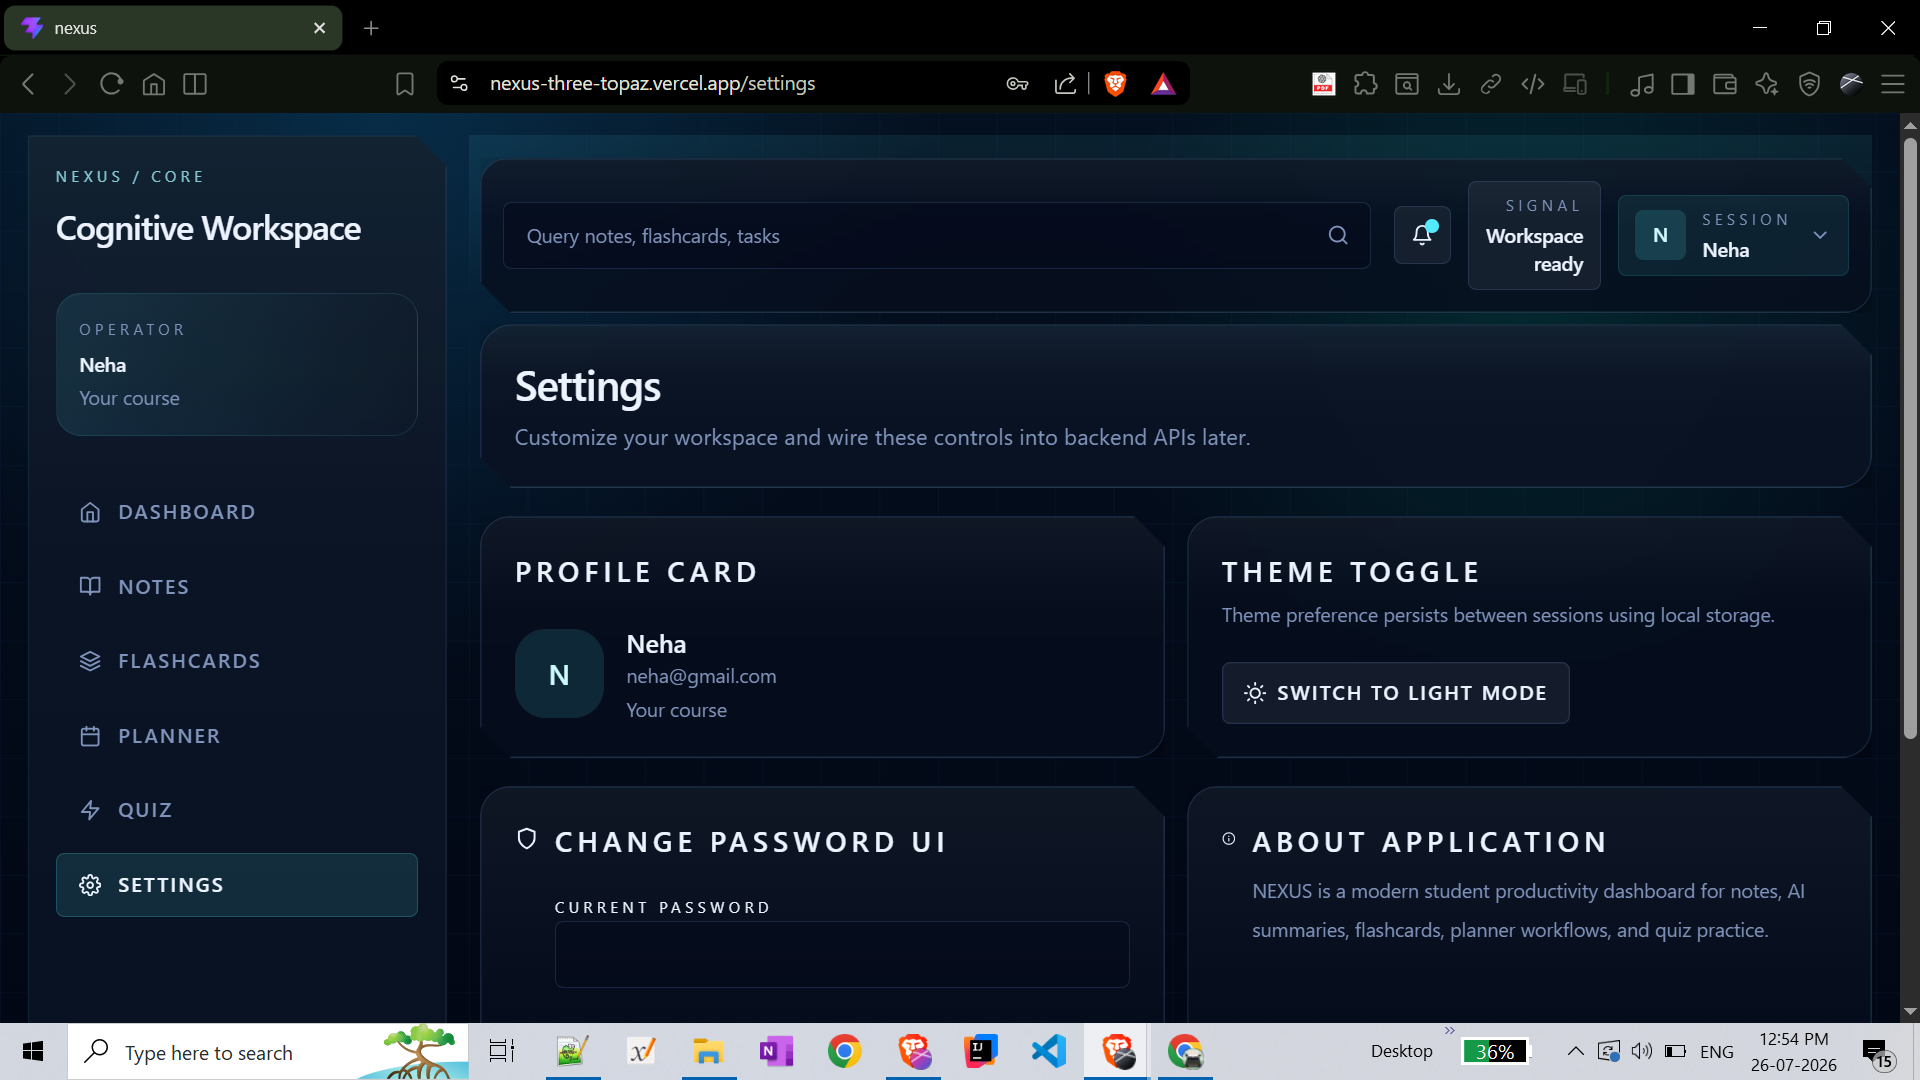 nexus
nexus-three-topaz.vercel.app/settings
PDF
NEXUS / CORE
Cognitive Workspace
OPERATOR
Neha
Your course
DASHBOARD
NOTES
FLASHCARDS
PLANNER
QUIZ
SETTINGS
Query notes, flashcards, tasks
SIGNAL
Workspace
ready
N
SESSION
Neha
Settings
Customize your workspace and wire these controls into backend APIs later.
PROFILE CARD
N
Neha
neha@gmail.com
Your course
THEME TOGGLE
Theme preference persists between sessions using local storage.
SWITCH TO LIGHT MODE
CHANGE PASSWORD UI
CURRENT PASSWORD
ABOUT APPLICATION
NEXUS is a modern student productivity dashboard for notes, AI
summaries, flashcards, planner workflows, and quiz practice.
Type here to search
N
IJ
Desktop
36%
ENG
12:54 PM
26-07-2026
15